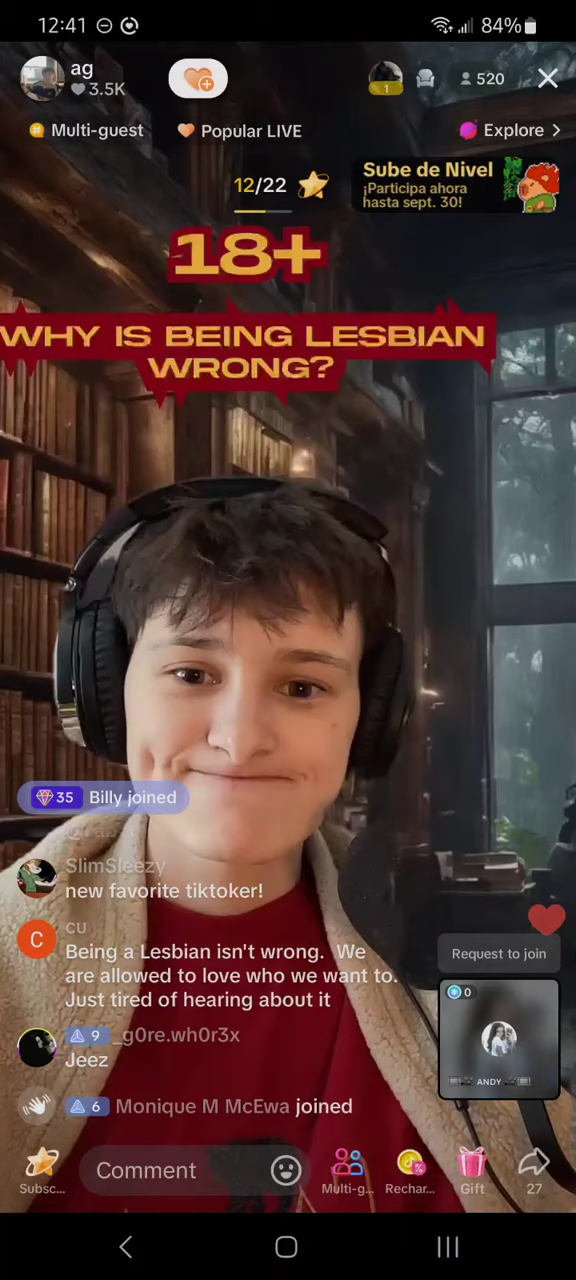 12:41
84%
ag
3.5K
1
520
Multi-guest
Popular LIVE
Explore >
12/22
Sube de Nivel
¡Participa ahora
hasta sept. 30!
18+
WHY IS BEING LESBIAN
WRONG?
35 Billy joined
SlimSleezy
new favorite tiktoker!
C
CU
Being a Lesbian isn't wrong. We
are allowed to love who we want to.
Just tired of hearing about it
Request to join
0
9 _g0re.wh0r3x
Jeez
ANDY
6 Monique M McEwa joined
Comment
Subsc...
Multi-g...
Rechar...
Gift
27